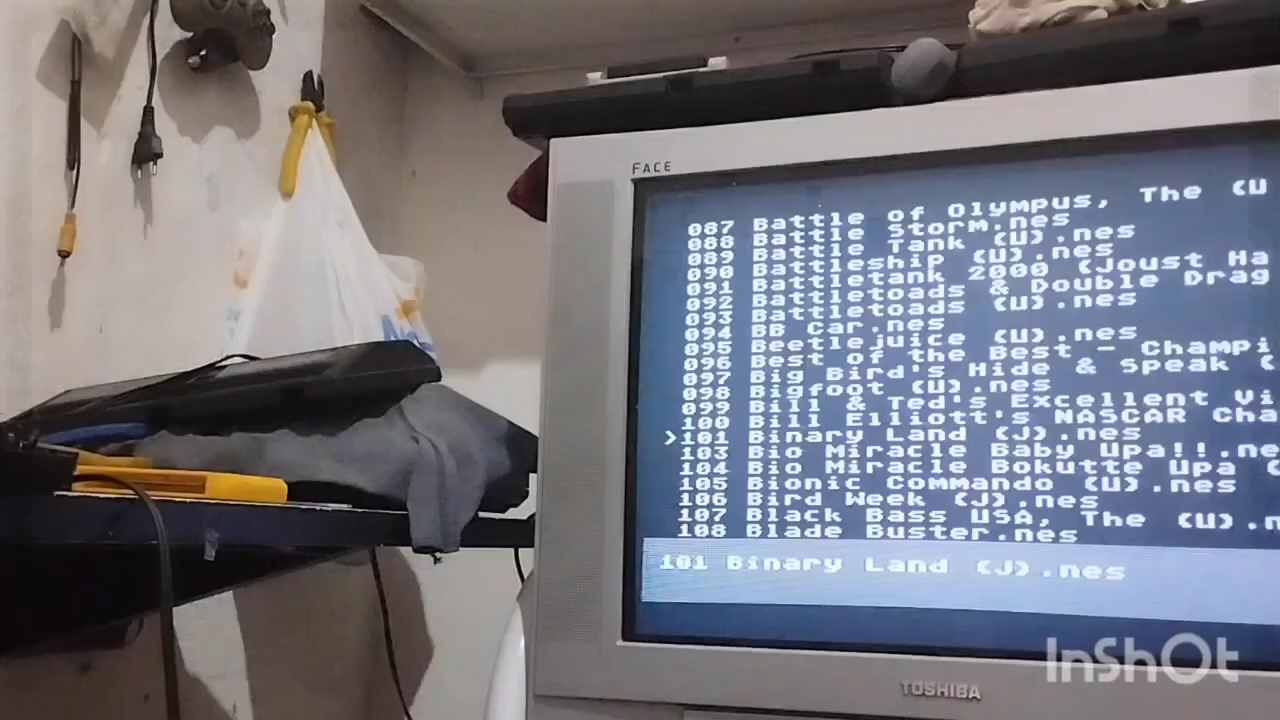 FACE
087 Battle of Olympus, The (U
088 Battle Storm.nes
089 Battle Tank (U).nes
090 Battleship (U).nes
091 Battletank 2000 (Joust Ha
092 Battletoads & Double Drag
093 Battletoads (U).nes
094 BB Car.nes
095 Beetlejuice (U).nes
096 Best of the Best - Champi
097 Big Bird's Hide & Speak (
098 Bigfoot (U).nes
099 Bill & Ted's Excellent Vi
100 Bill Elliott's NASCAR Cha
>101 Binary Land (J).nes
103 Bio Miracle Baby Upa!!.ne
104 Bio Miracle Bokutte Upa (
105 Bionic Commando (U).nes
106 Bird Week (J).nes
107 Black Bass USA, The (U).n
108 Blade Buster.nes
101 Binary Land (J).nes
TOSHIBA
InShOt